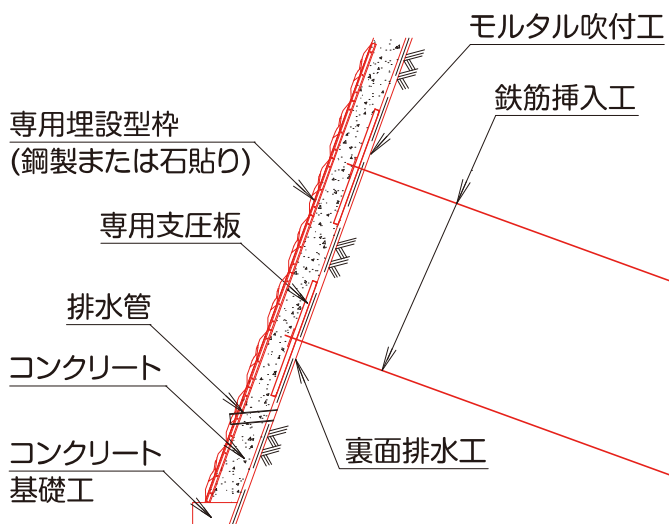 モルタル吹付工
鉄筋挿入工
専用埋設型枠
(鋼製または石貼り)
専用支圧板
排水管
コンクリート
裏面排水工
コンクリート
基礎工